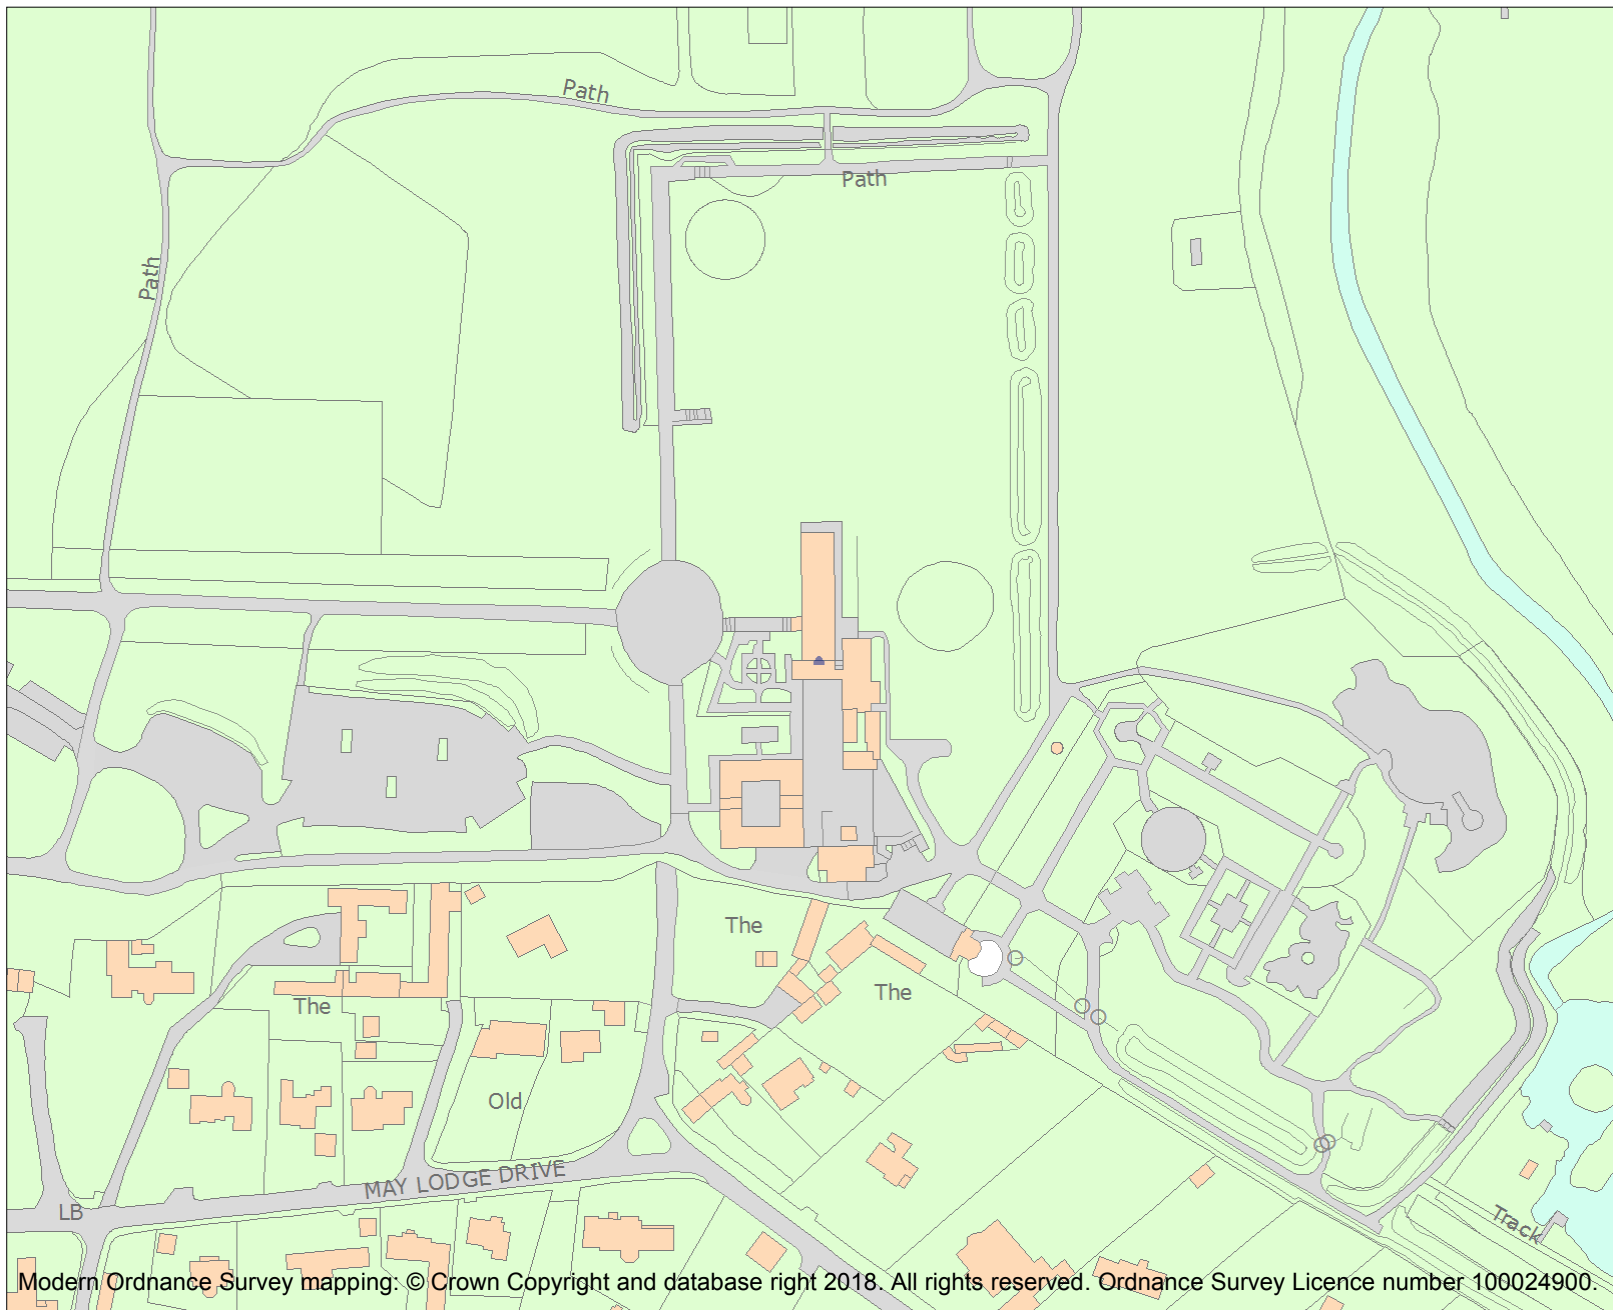 Path
Path
Path
The
The
The
Old
MAY LODGE DRIVE
LB
Track
Modern Ordnance Survey mapping: © Crown Copyright and database right 2018. All rights reserved. Ordnance Survey Licence number 100024900.